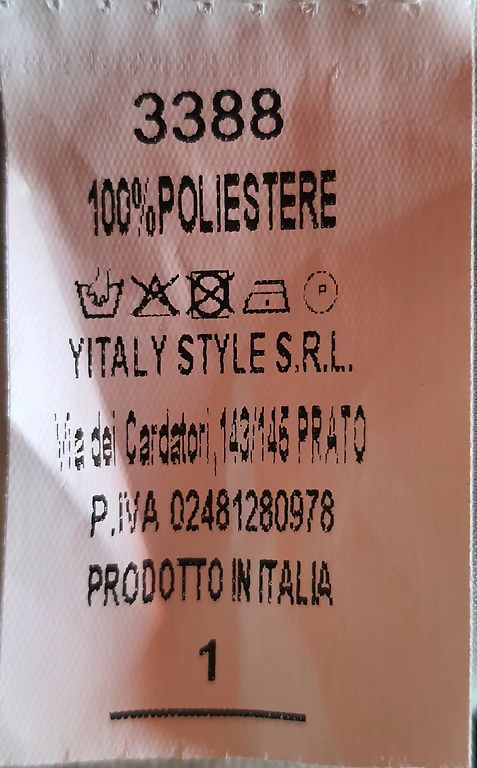 3388
100%POLIESTERE
P
YITALY STYLE S.R.L.
Via dei Cardatori,143/145 PRATO
P.IVA 02481280978
PRODOTTO IN ITALIA
1